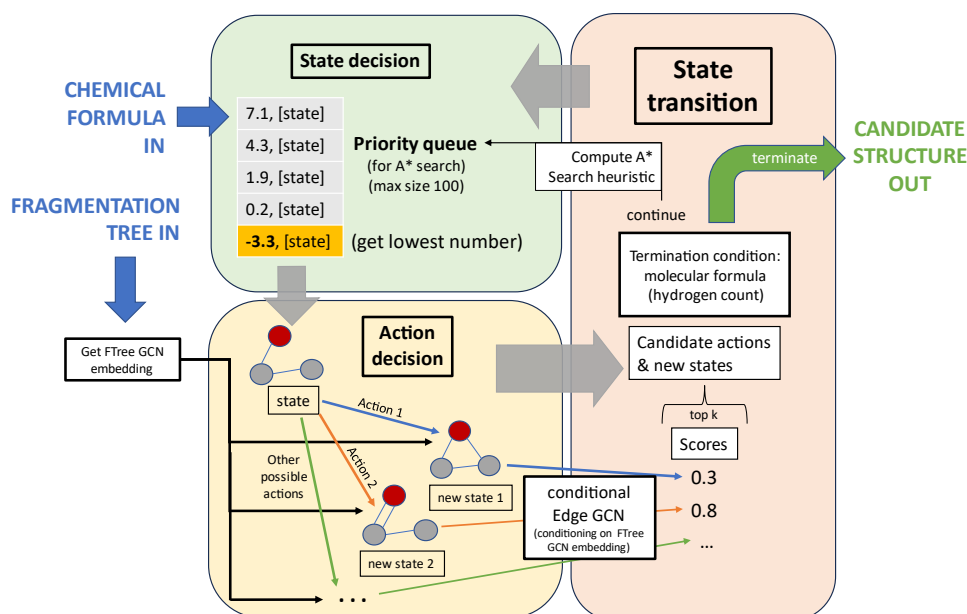 State decision
CHEMICAL
FORMULA
IN
7.1, [state]
4.3, [state]
1.9, [state]
0.2, [state]
-3.3, [state]
Priority queue
(for A* search)
(max size 100)
(get lowest number)
FRAGMENTATION
TREE IN
Get FTree GCN
embedding
State
transition
Compute A*
Search heuristic
continue
terminate
CANDIDATE
STRUCTURE
OUT
Termination condition:
molecular formula
(hydrogen count)
Candidate actions
& new states
top k
Scores
0.3
0.8
...
Action
decision
state
Action 1
Action 2
Other
possible
actions
new state 1
new state 2
...
conditional
Edge GCN
(conditioning on FTree
GCN embedding)